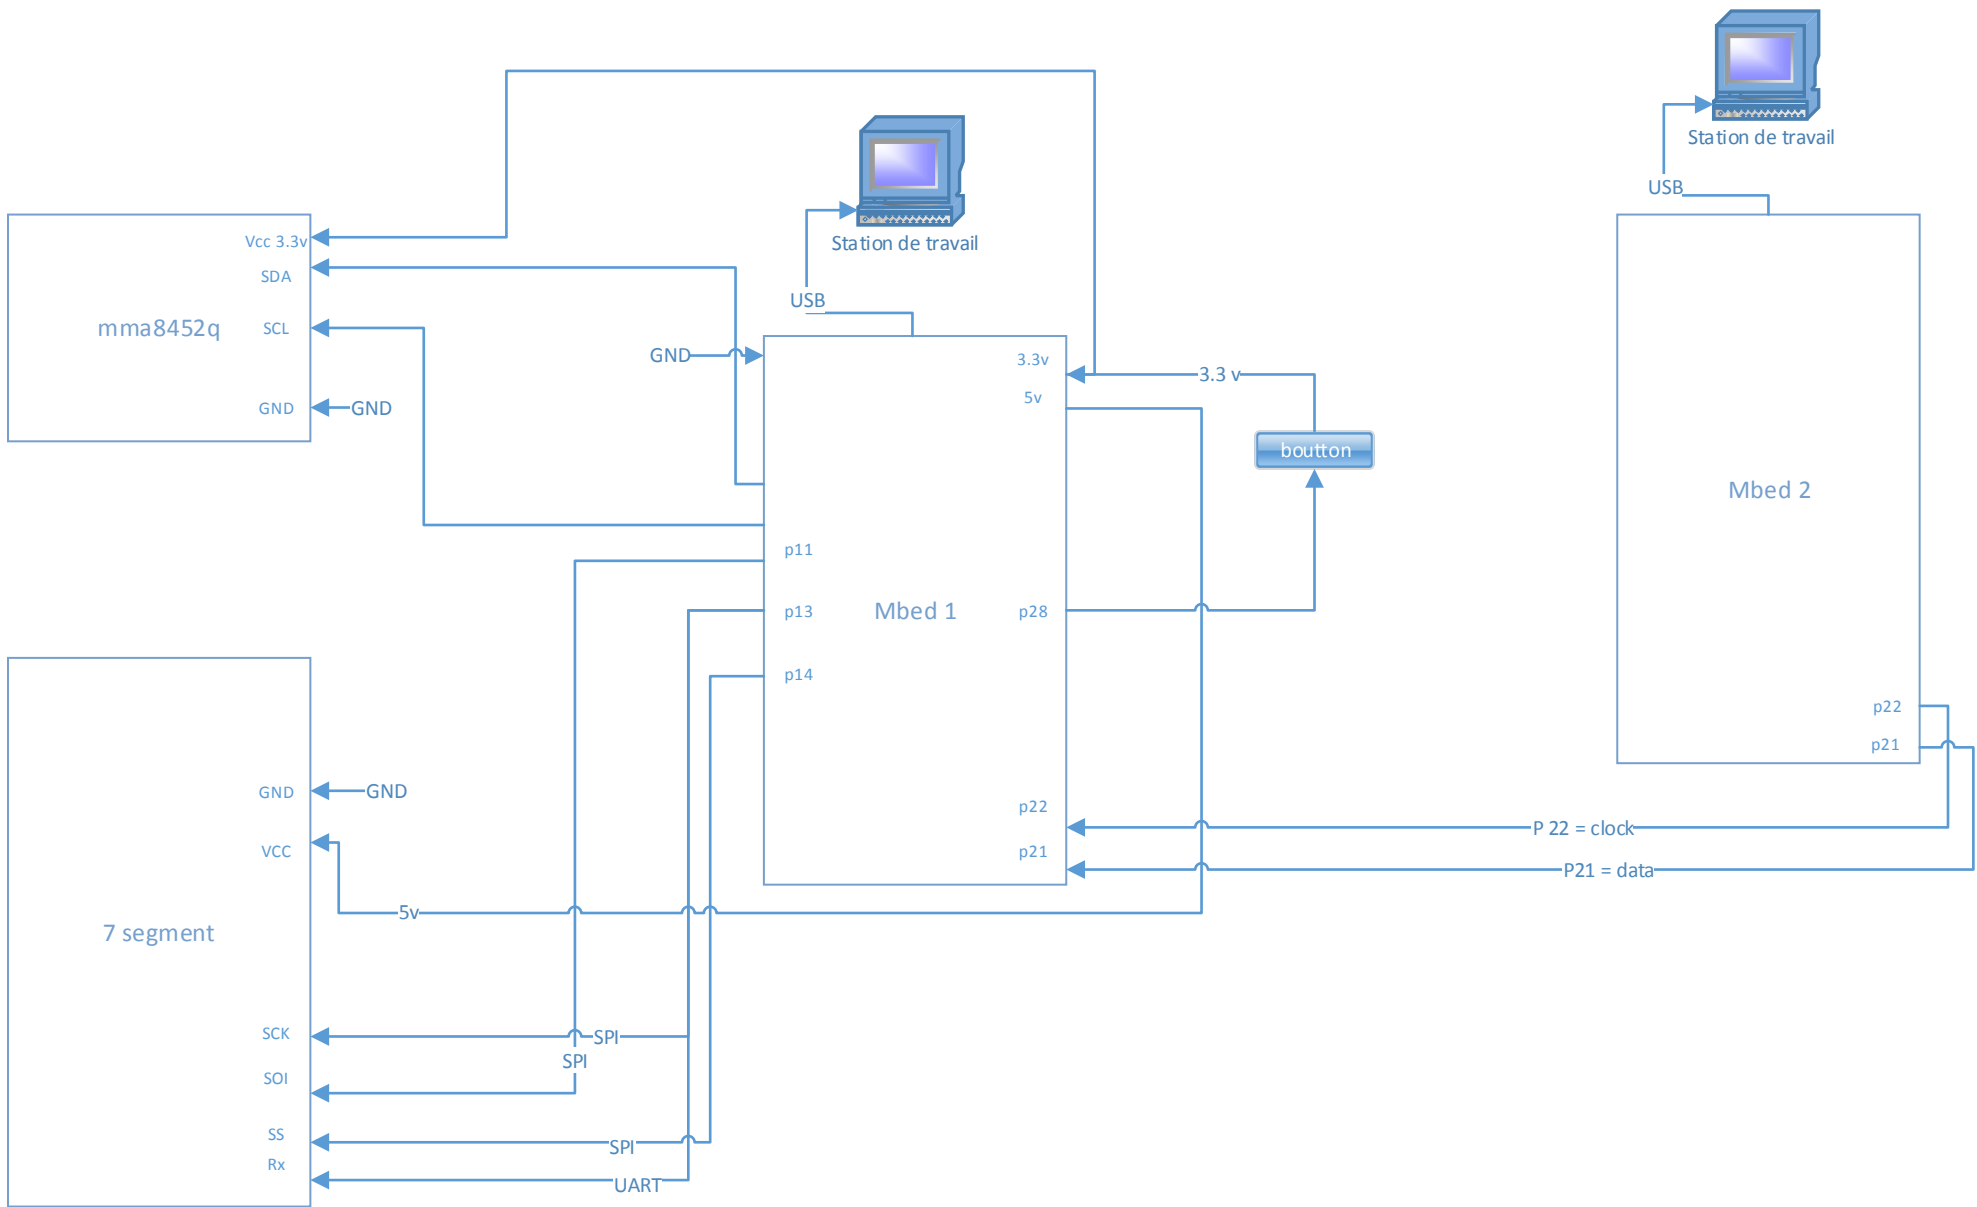 Station de travail
USB
Station de travail
USB
Vcc 3.3v
SDA
mma8452q
SCL
GND
GND
GND
3.3v
5v
3.3 v
boutton
Mbed 2
p11
p13
Mbed 1
p28
p14
p22
p21
p22
p21
P 22 = clock
P21 = data
GND
GND
VCC
5v
7 segment
SCK
SPI
SPI
SOI
SS
SPI
Rx
UART